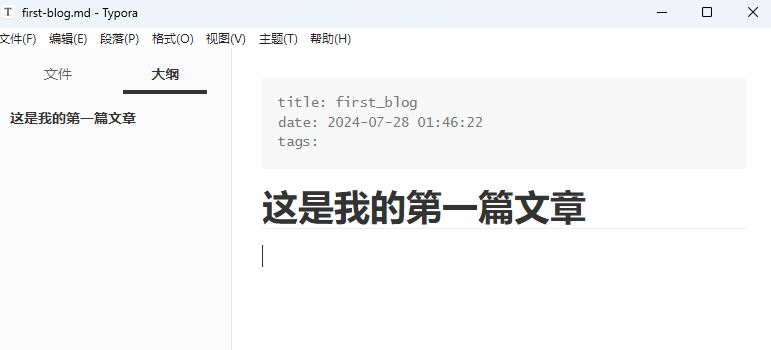 T first-blog.md - Typora
文件(F) 编辑(E) 段落(P) 格式(O) 视图(V) 主题(T) 帮助(H)
文件 大纲
这是我的第一篇文章
title: first_blog
date: 2024-07-28 01:46:22
tags:
这是我的第一篇文章